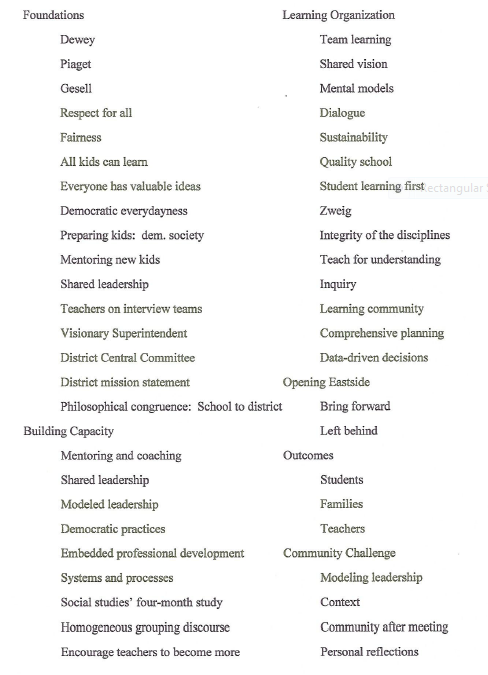 Foundations
Dewey
Piaget
Gesell
Respect for all
Fairness
All kids can learn
Everyone has valuable ideas
Democratic everydayness
Preparing kids: dem. society
Mentoring new kids
Shared leadership
Teachers on interview teams
Visionary Superintendent
District Central Committee
District mission statement
Philosophical congruence: School to district
Building Capacity
Mentoring and coaching
Shared leadership
Modeled leadership
Democratic practices
Embedded professional development
Systems and processes
Social studies' four-month study
Homogeneous grouping discourse
Encourage teachers to become more
Learning Organization
Team learning
Shared vision
Mental models
Dialogue
Sustainability
Quality school
Student learning first
Rectangular S
Zweig
Integrity of the disciplines
Teach for understanding
Inquiry
Learning community
Comprehensive planning
Data-driven decisions
Opening Eastside
Bring forward
Left behind
Outcomes
Students
Families
Teachers
Community Challenge
Modeling leadership
Context
Community after meeting
Personal reflections